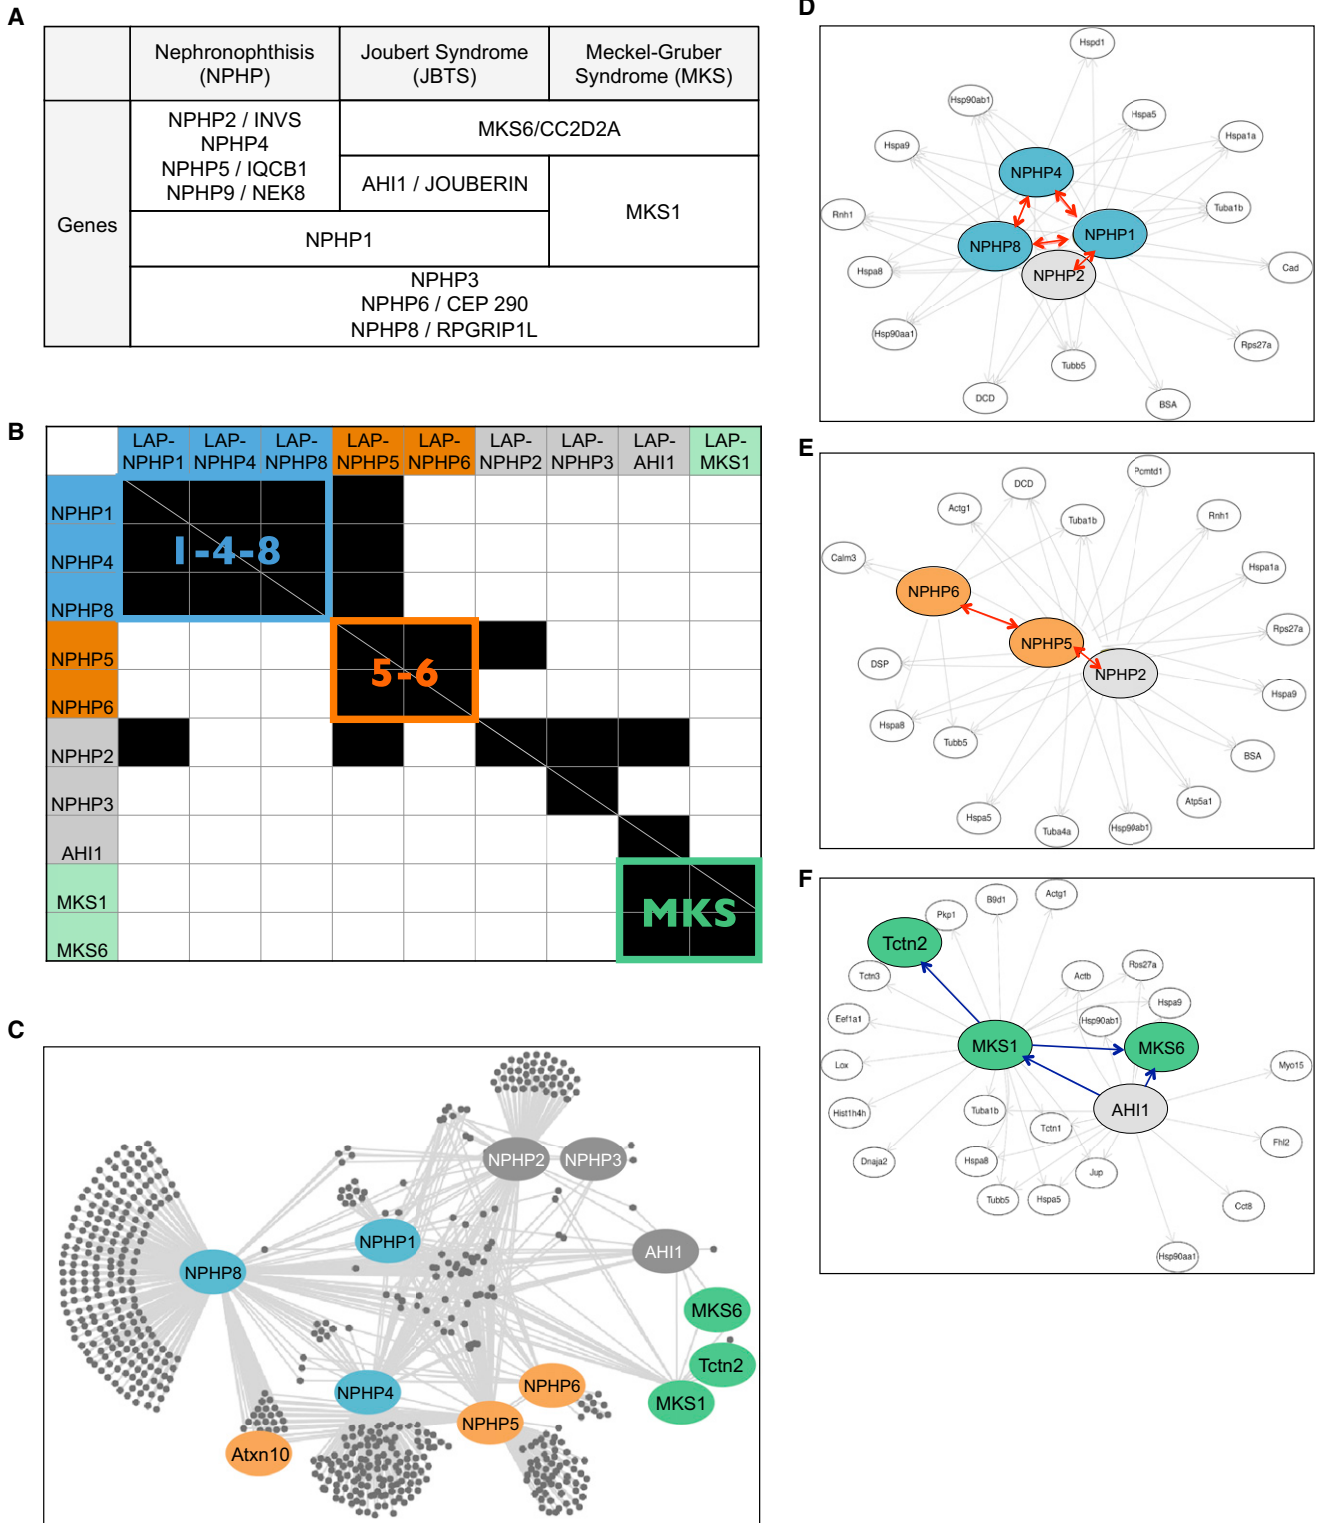 A
Nephronophthisis
(NPHP)
Joubert Syndrome
(JBTS)
Meckel-Gruber
Syndrome (MKS)
Genes
NPHP2 / INVS
NPHP4
NPHP5 / IQCB1
NPHP9 / NEK8
MKS6/CC2D2A
AHI1 / JOUBERIN
MKS1
NPHP1
NPHP3
NPHP6 / CEP 290
NPHP8 / RPGRIP1L
B
LAP-
NPHP1
LAP-
NPHP4
LAP-
NPHP8
LAP-
NPHP5
LAP-
NPHP6
LAP-
NPHP2
LAP-
NPHP3
LAP-
AHI1
LAP-
MKS1
NPHP1
NPHP4
NPHP8
NPHP5
NPHP6
NPHP2
NPHP3
AHI1
MKS1
MKS6
1-4-8
5-6
MKS
C
NPHP2
NPHP3
NPHP1
AHI1
NPHP8
MKS6
Tctn2
NPHP6
NPHP4
MKS1
NPHP5
Atxn10
D
Hspd1
Hsp90ab1
Hspa5
Hspa1a
Hspa9
NPHP4
Tuba1b
Rnh1
NPHP1
NPHP8
Cad
Hspa8
NPHP2
Hsp90aa1
Rps27a
Tubb5
DCD
BSA
E
Pcmtd1
DCD
Actg1
Rnh1
Tuba1b
Calm3
Hspa1a
NPHP6
Rps27a
NPHP5
DSP
NPHP2
Hspa9
Hspa8
Tubb5
BSA
Atp5a1
Hspa5
Tuba4a
Hsp90ab1
F
Actg1
B9d1
Pkp1
Tctn2
Rps27a
Tctn3
Actb
Hspa9
Eef1a1
Hsp90ab1
MKS1
MKS6
Lox
Myo15
Hist1h4h
Tuba1b
AHI1
Tctn1
Fhl2
Dnaja2
Hspa8
Jup
Tubb5
Hspa5
Cct8
Hsp90aa1